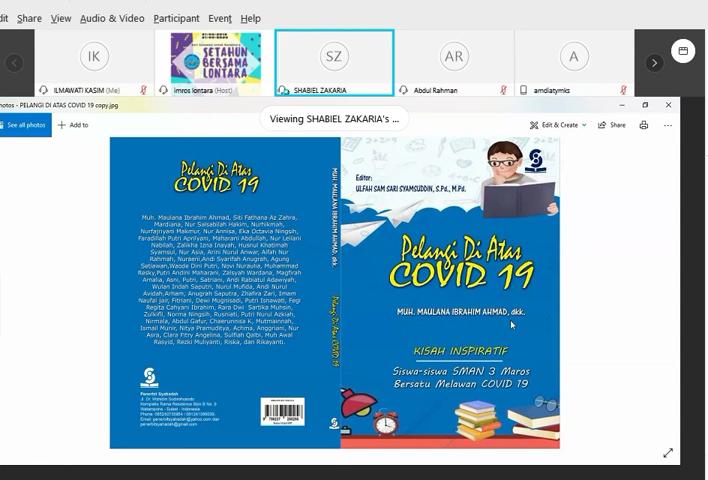 dit Share View Audio & Video Participant Event Help
IK
SZ
AR
A
SETAHUN
BERSAMA
LONTARA
ILMAWATI KASIM (Me)
Imros lontara (Host)
SHABIEL ZAKARIA
Abdul Rahman
amdiatymks
hotos - PELANGI DI ATAS COVID 19 copy.jpg
Viewing SHABIEL ZAKARIA's ...
See all photos
Add to
Edit & Create
Share
Pelangi Di Atas
COVID 19
Muh. Maulana Ibrahim Ahmad, Siti Fathana Az Zahra,
Mardiana, Nur Salsabilah Hakim, Nurhikmah,
Nurfajriyani Makmur, Nur Annisa, Eka Octavia Ningsih,
Faradillah Putri Apriliyani, Maharani Abdullah, Nur Leilani
Nabilah, Zalikha Izna Inayah, Husnul Khatimah
Syamsul, Nur Asia, Arini Nurul Anwar, Alfah Nur
Rahmah, Nuraeni,Andi Syarifah Anugrah, Agung
Setiawan,Waode Dini Putri, Novi Nuraulia, Muhammad
Resky,Putri Andini Maharani, Zalsyah Wardana, Magfirah
Amalia, Asni, Putri, Satriani, Andi Rabiatul Adawiyah,
Wulan Indah Saputri, Nurul Mufida, Andi Nurul
Avidah,Arham, Anugrah Saputra, Zhafira Zari, Imam
Naufal jair, Fitriani, Dewi Mugnisadi, Putri Isnawati, Fegi
Regita Cahyani Ibrahim, Rara Dwi Sartika Muhsin,
Zulkifli, Norma Ningsih, Rusniati, Putri Nurul Azkiah,
Nirmala, Abdul Gafur, Chaerunnisa K, Mutmainnah,
Ismail Munir, Nitya Pramuditya, Achima, Anggriani, Nur
Asra, Clara Fitry Angelina, Sulfiah Qalbi, Muh Awal
Rasyid, Rezki Muliyanti, Riska, dan Rikayanti.
Penerbit Syahadah
MUH. MAULANA IBRAHIM AHMAD, dkk.
Pelangi Di Atas
COVID 19
Editor:
ULFAH SAM SARI SYAMSUDDIN, S.Pd., M.Pd.
Pelangi Di Atas
COVID 19
MUH. MAULANA IBRAHIM AHMAD, dkk.
KISAH INSPIRATIF
Siswa-siswa SMAN 3 Maros
Bersatu Melawan COVID 19